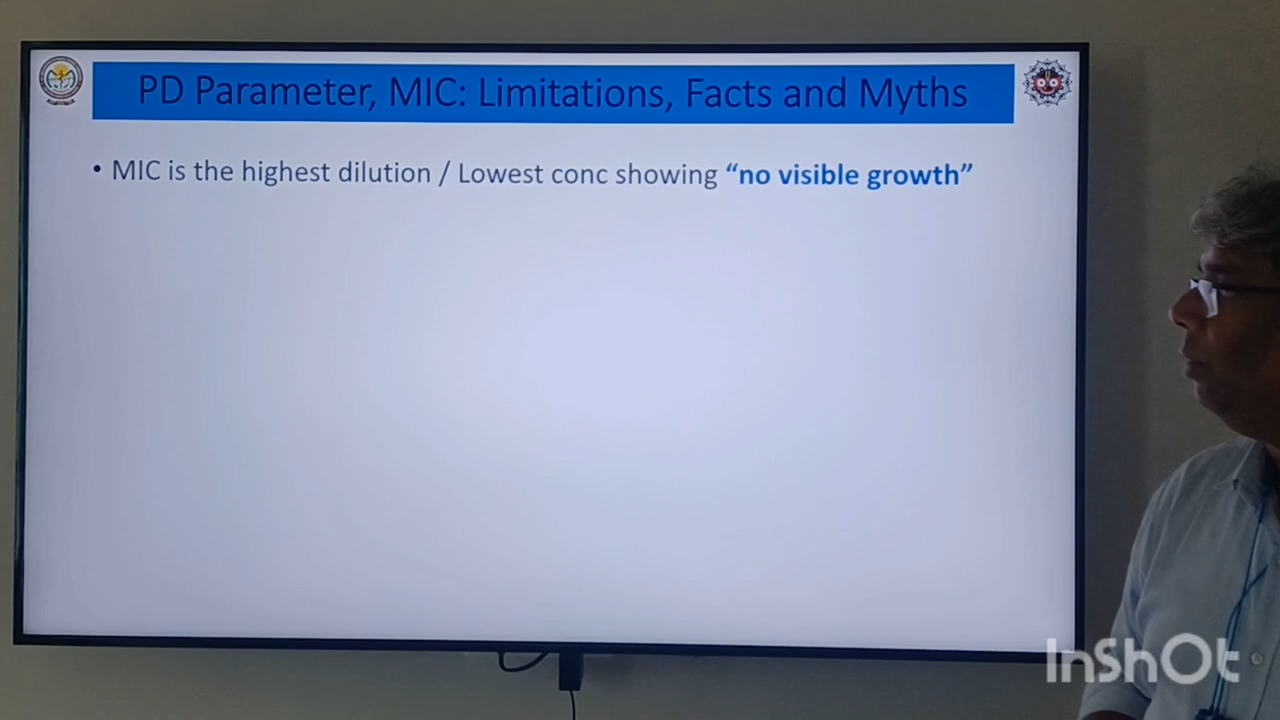 PD Parameter, MIC: Limitations, Facts and Myths
• MIC is the highest dilution / Lowest conc showing “no visible growth”
InShOt